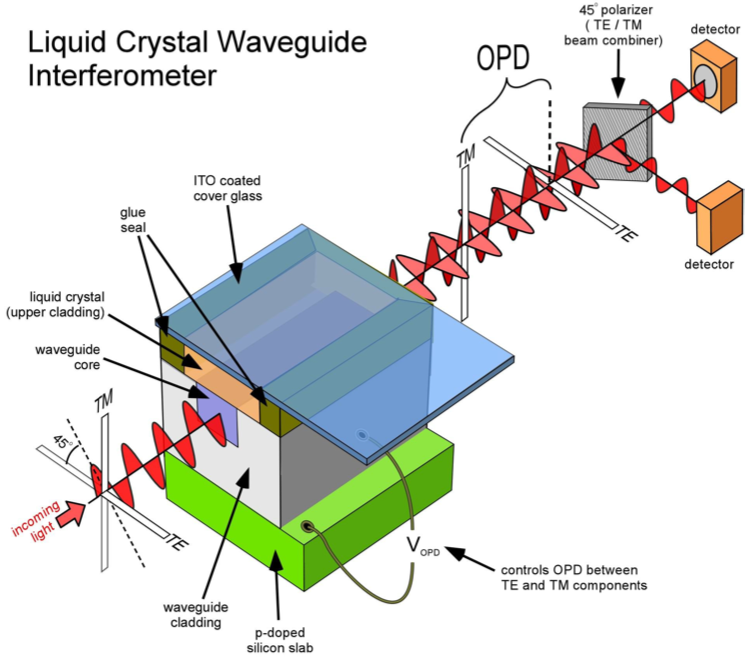 Liquid Crystal Waveguide
Interferometer
45° polarizer
( TE / TM
beam combiner)
detector
OPD
TM
TE
detector
ITO coated
cover glass
glue
seal
liquid crystal
(upper cladding)
waveguide
core
TM
45°
TE
incoming
light
VOPD
controls OPD between
TE and TM components
waveguide
cladding
p-doped
silicon slab